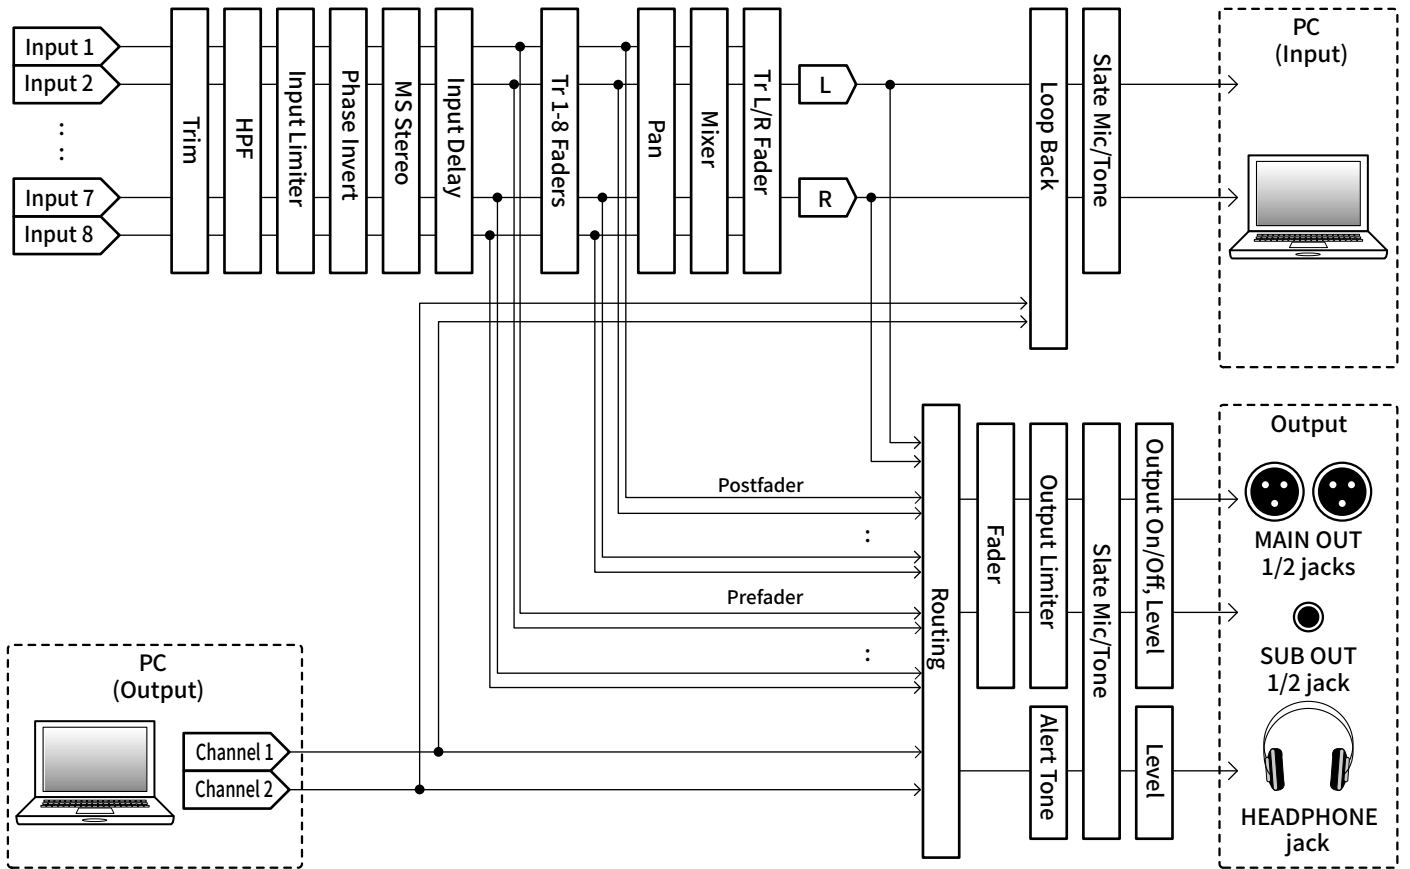 Input 1
Input 2
⋮
Input 7
Input 8
Trim
HPF
Input Limiter
Phase Invert
MS Stereo
Input Delay
Tr 1-8 Faders
Pan
Mixer
Tr L/R Fader
L
R
Loop Back
Slate Mic/Tone
PC
(Input)
Postfader
:
Prefader
:
Routing
Fader
Output Limiter
Slate Mic/Tone
Output On/Off, Level
Alert Tone
Level
Output
MAIN OUT
1/2 jacks
SUB OUT
1/2 jack
HEADPHONE
jack
PC
(Output)
Channel 1
Channel 2